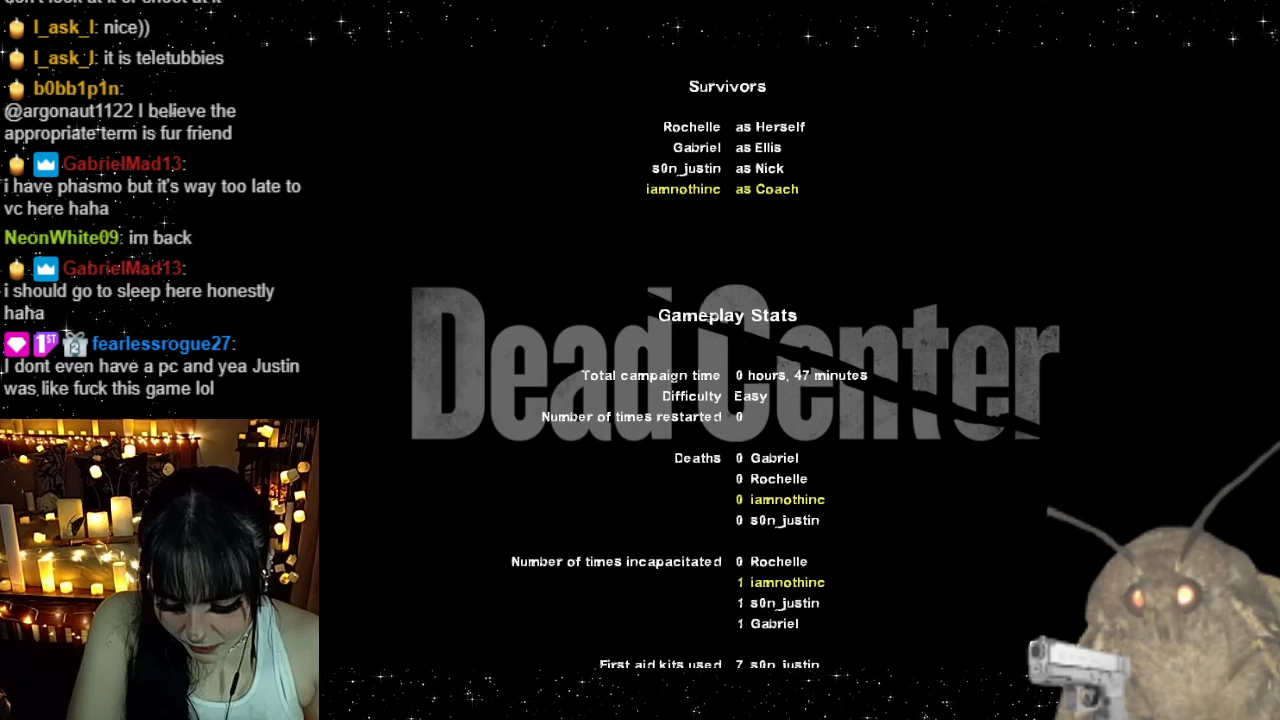 l_ask_l: nice))
l_ask_l: it is teletubbies
b0bb1p1n:
@argonaut1122 I believe the
appropriate term is fur friend
GabrielMad13:
i have phasmo but it's way too late to
vc here haha
NeonWhite09: im back
GabrielMad13:
i should go to sleep here honestly
haha
1ST 2 fearlessrogue27:
I dont even have a pc and yea Justin
was like fuck this game lol
Survivors
Rochelle as Herself
Gabriel as Ellis
s0n_justin as Nick
iamnothinc as Coach
Dead Center
Gameplay Stats
Total campaign time 0 hours, 47 minutes
Difficulty Easy
Number of times restarted 0
Deaths 0 Gabriel
0 Rochelle
0 iamnothinc
0 s0n_justin
Number of times incapacitated 0 Rochelle
1 iamnothinc
1 s0n_justin
1 Gabriel
First aid kits used 7 s0n_justin